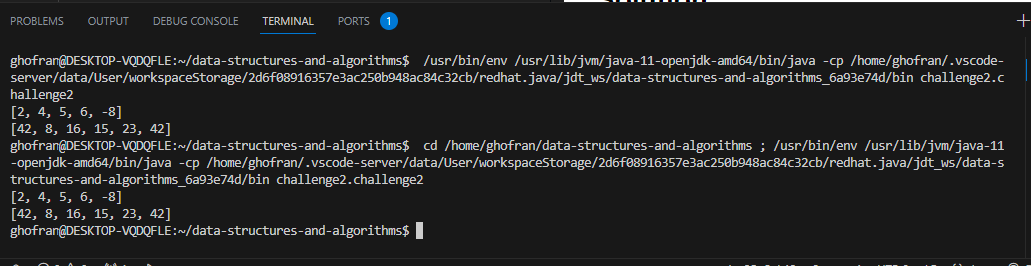 PROBLEMS OUTPUT DEBUG CONSOLE TERMINAL PORTS 1
ghofran@DESKTOP-VQDQFLE:~/data-structures-and-algorithms$  /usr/bin/env /usr/lib/jvm/java-11-openjdk-amd64/bin/java -cp /home/ghofran/.vscode-
server/data/User/workspaceStorage/2d6f08916357e3ac250b948ac84c32cb/redhat.java/jdt_ws/data-structures-and-algorithms_6a93e74d/bin challenge2.c
hallenge2
[2, 4, 5, 6, -8]
[42, 8, 16, 15, 23, 42]
ghofran@DESKTOP-VQDQFLE:~/data-structures-and-algorithms$  cd /home/ghofran/data-structures-and-algorithms ; /usr/bin/env /usr/lib/jvm/java-11
-openjdk-amd64/bin/java -cp /home/ghofran/.vscode-server/data/User/workspaceStorage/2d6f08916357e3ac250b948ac84c32cb/redhat.java/jdt_ws/data-s
tructures-and-algorithms_6a93e74d/bin challenge2.challenge2
[2, 4, 5, 6, -8]
[42, 8, 16, 15, 23, 42]
ghofran@DESKTOP-VQDQFLE:~/data-structures-and-algorithms$